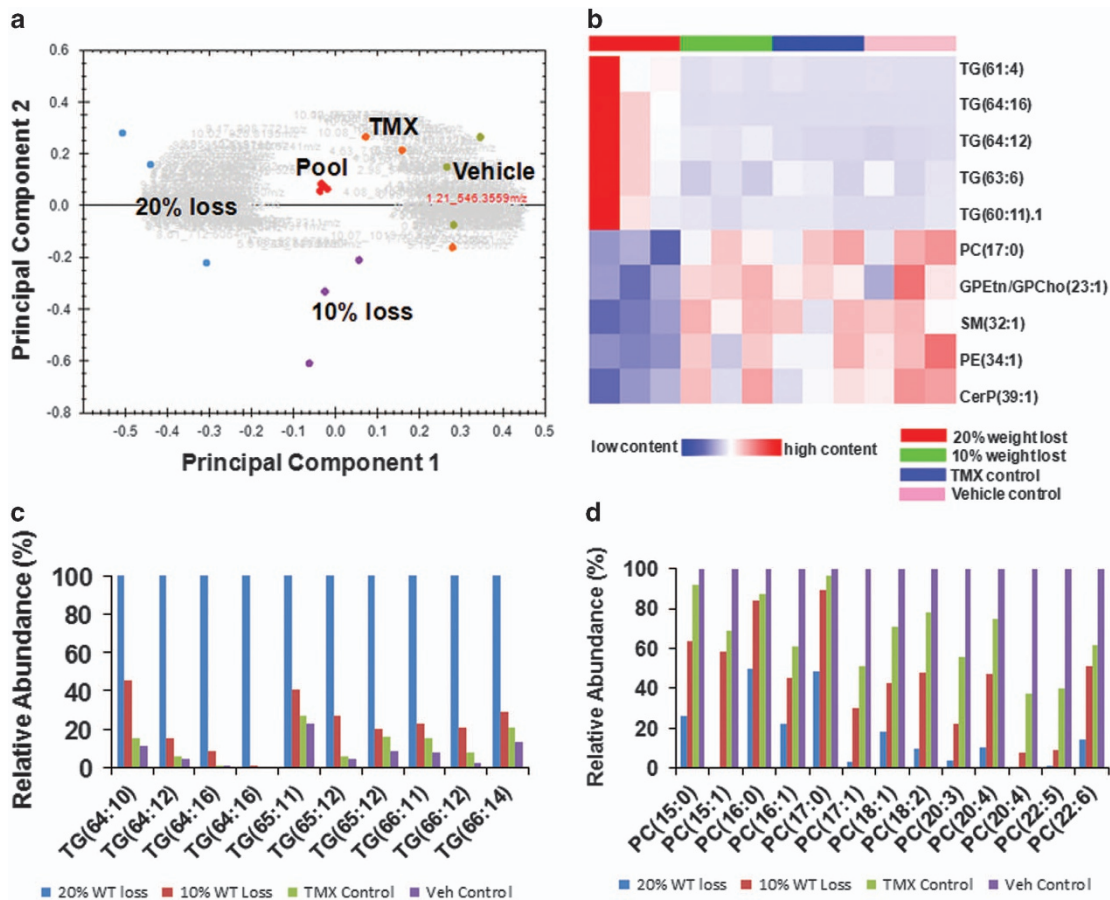 a
0.6
0.4
0.2
0.0
-0.2
-0.4
-0.6
-0.8
Principal Component 2
TMX
Pool
Vehicle
1.21_546.3559m/z
20% loss
10% loss
-0.5 -0.4 -0.3 -0.2 -0.1 0.0 0.1 0.2 0.3 0.4 0.5
Principal Component 1
b
TG(61:4)
TG(64:16)
TG(64:12)
TG(63:6)
TG(60:11).1
PC(17:0)
GPEtn/GPCho(23:1)
SM(32:1)
PE(34:1)
CerP(39:1)
low content
high content
20% weight lost
10% weight lost
TMX control
Vehicle control
c
Relative Abundance (%)
100
80
60
40
20
0
TG(64:10)
TG(64:12)
TG(64:16)
TG(64:16)
TG(65:11)
TG(65:12)
TG(65:12)
TG(66:11)
TG(66:12)
TG(66:14)
20% WT loss 10% WT Loss TMX Control Veh Control
d
Relative Abundance (%)
100
80
60
40
20
0
PC(15:0)
PC(15:1)
PC(16:0)
PC(16:1)
PC(17:0)
PC(17:1)
PC(18:1)
PC(18:2)
PC(20:3)
PC(20:4)
PC(20:4)
PC(22:5)
PC(22:6)
20% WT loss 10% WT Loss TMX Control Veh Control